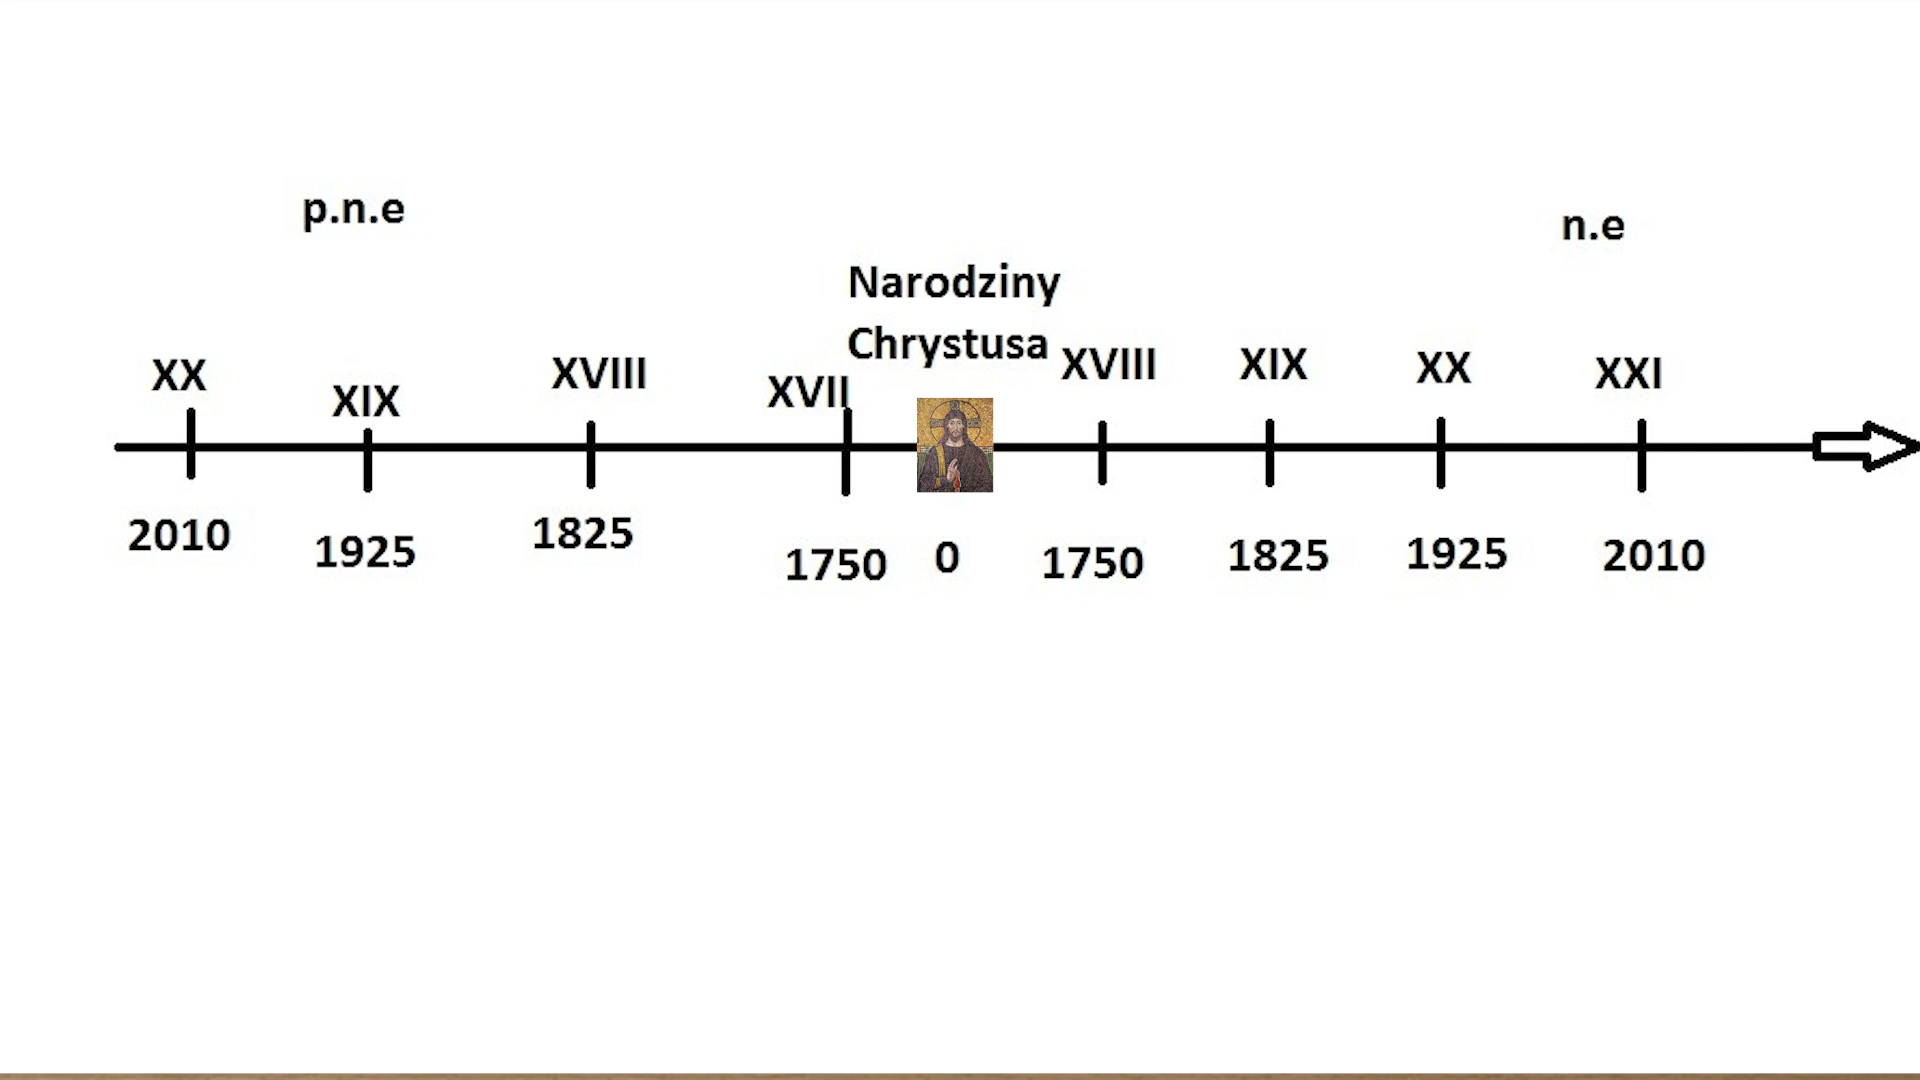 p.n.e
n.e
Narodziny
Chrystusa
XX
XIX
XVIII
XVII
XVIII
XIX
XX
XXI
2010
1925
1825
1750
0
1750
1825
1925
2010